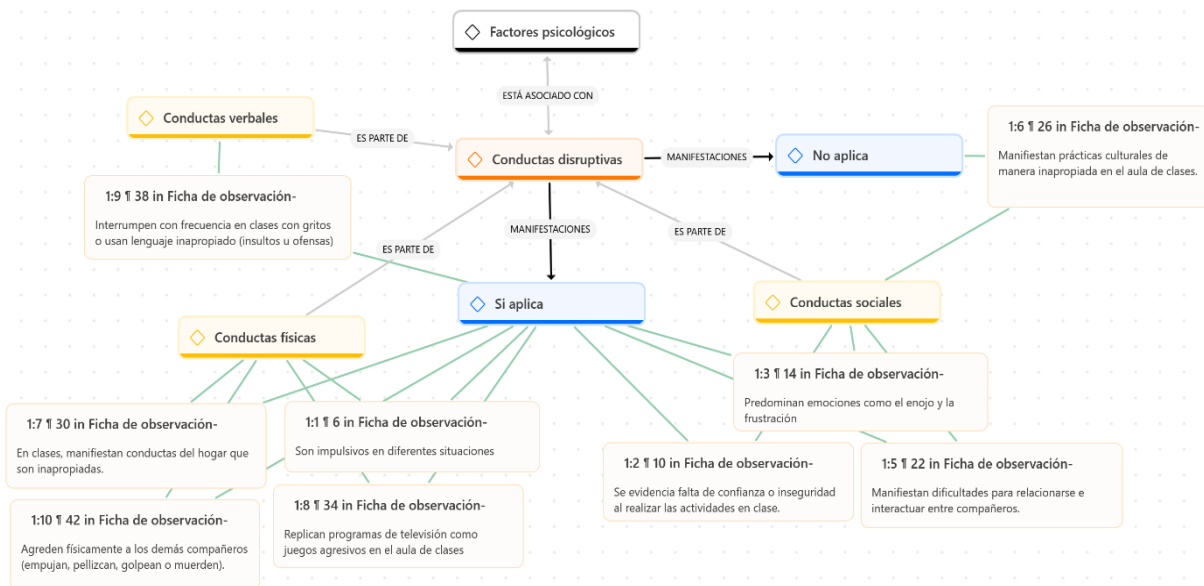 Factores psicológicos
ESTÁ ASOCIADO CON
Conductas verbales
ES PARTE DE
Conductas disruptivas
MANIFESTACIONES
No aplica
1:6 ¶ 26 in Ficha de observación-
Manifiestan prácticas culturales de
manera inapropiada en el aula de clases.
1:9 ¶ 38 in Ficha de observación-
Interrumpen con frecuencia en clases con gritos
o usan lenguaje inapropiado (insultos u ofensas)
MANIFESTACIONES
ES PARTE DE
ES PARTE DE
Si aplica
Conductas sociales
Conductas físicas
1:3 ¶ 14 in Ficha de observación-
Predominan emociones como el enojo y la
frustración
1:7 ¶ 30 in Ficha de observación-
En clases, manifiestan conductas del hogar que
son inapropiadas.
1:1 ¶ 6 in Ficha de observación-
Son impulsivos en diferentes situaciones
1:2 ¶ 10 in Ficha de observación-
Se evidencia falta de confianza o inseguridad
al realizar las actividades en clase.
1:5 ¶ 22 in Ficha de observación-
Manifiestan dificultades para relacionarse e
interactuar entre compañeros.
1:10 ¶ 42 in Ficha de observación-
Agreden físicamente a los demás compañeros
(empujan, pellizcan, golpean o muerden).
1:8 ¶ 34 in Ficha de observación-
Replican programas de televisión como
juegos agresivos en el aula de clases